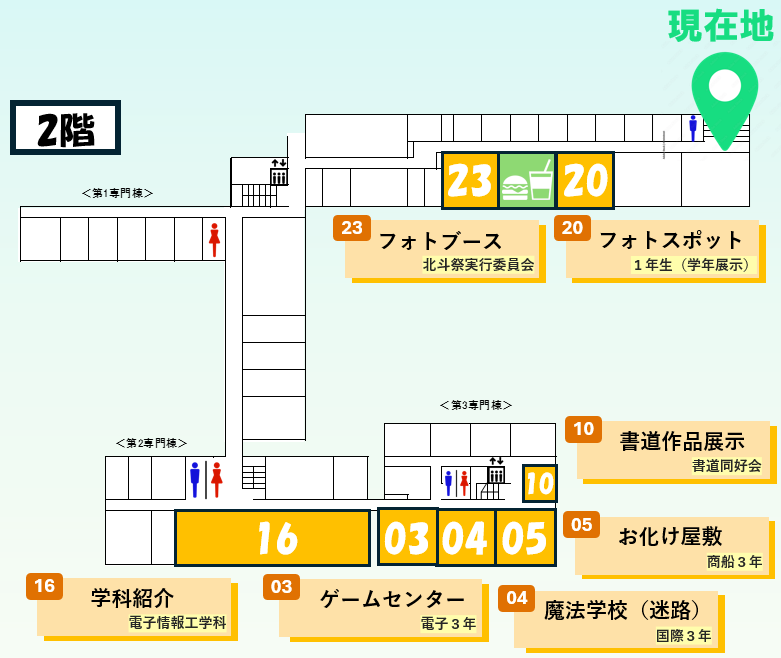 現在地
2階
＜第1専門棟＞
23
20
23
フォトブース
北斗祭実行委員会
20
フォトスポット
１年生（学年展示）
＜第3専門棟＞
10
書道作品展示
書道同好会
＜第2専門棟＞
10
16
03
04
05
05
お化け屋敷
商船３年
16
学科紹介
電子情報工学科
03
ゲームセンター
電子３年
04
魔法学校（迷路）
国際３年